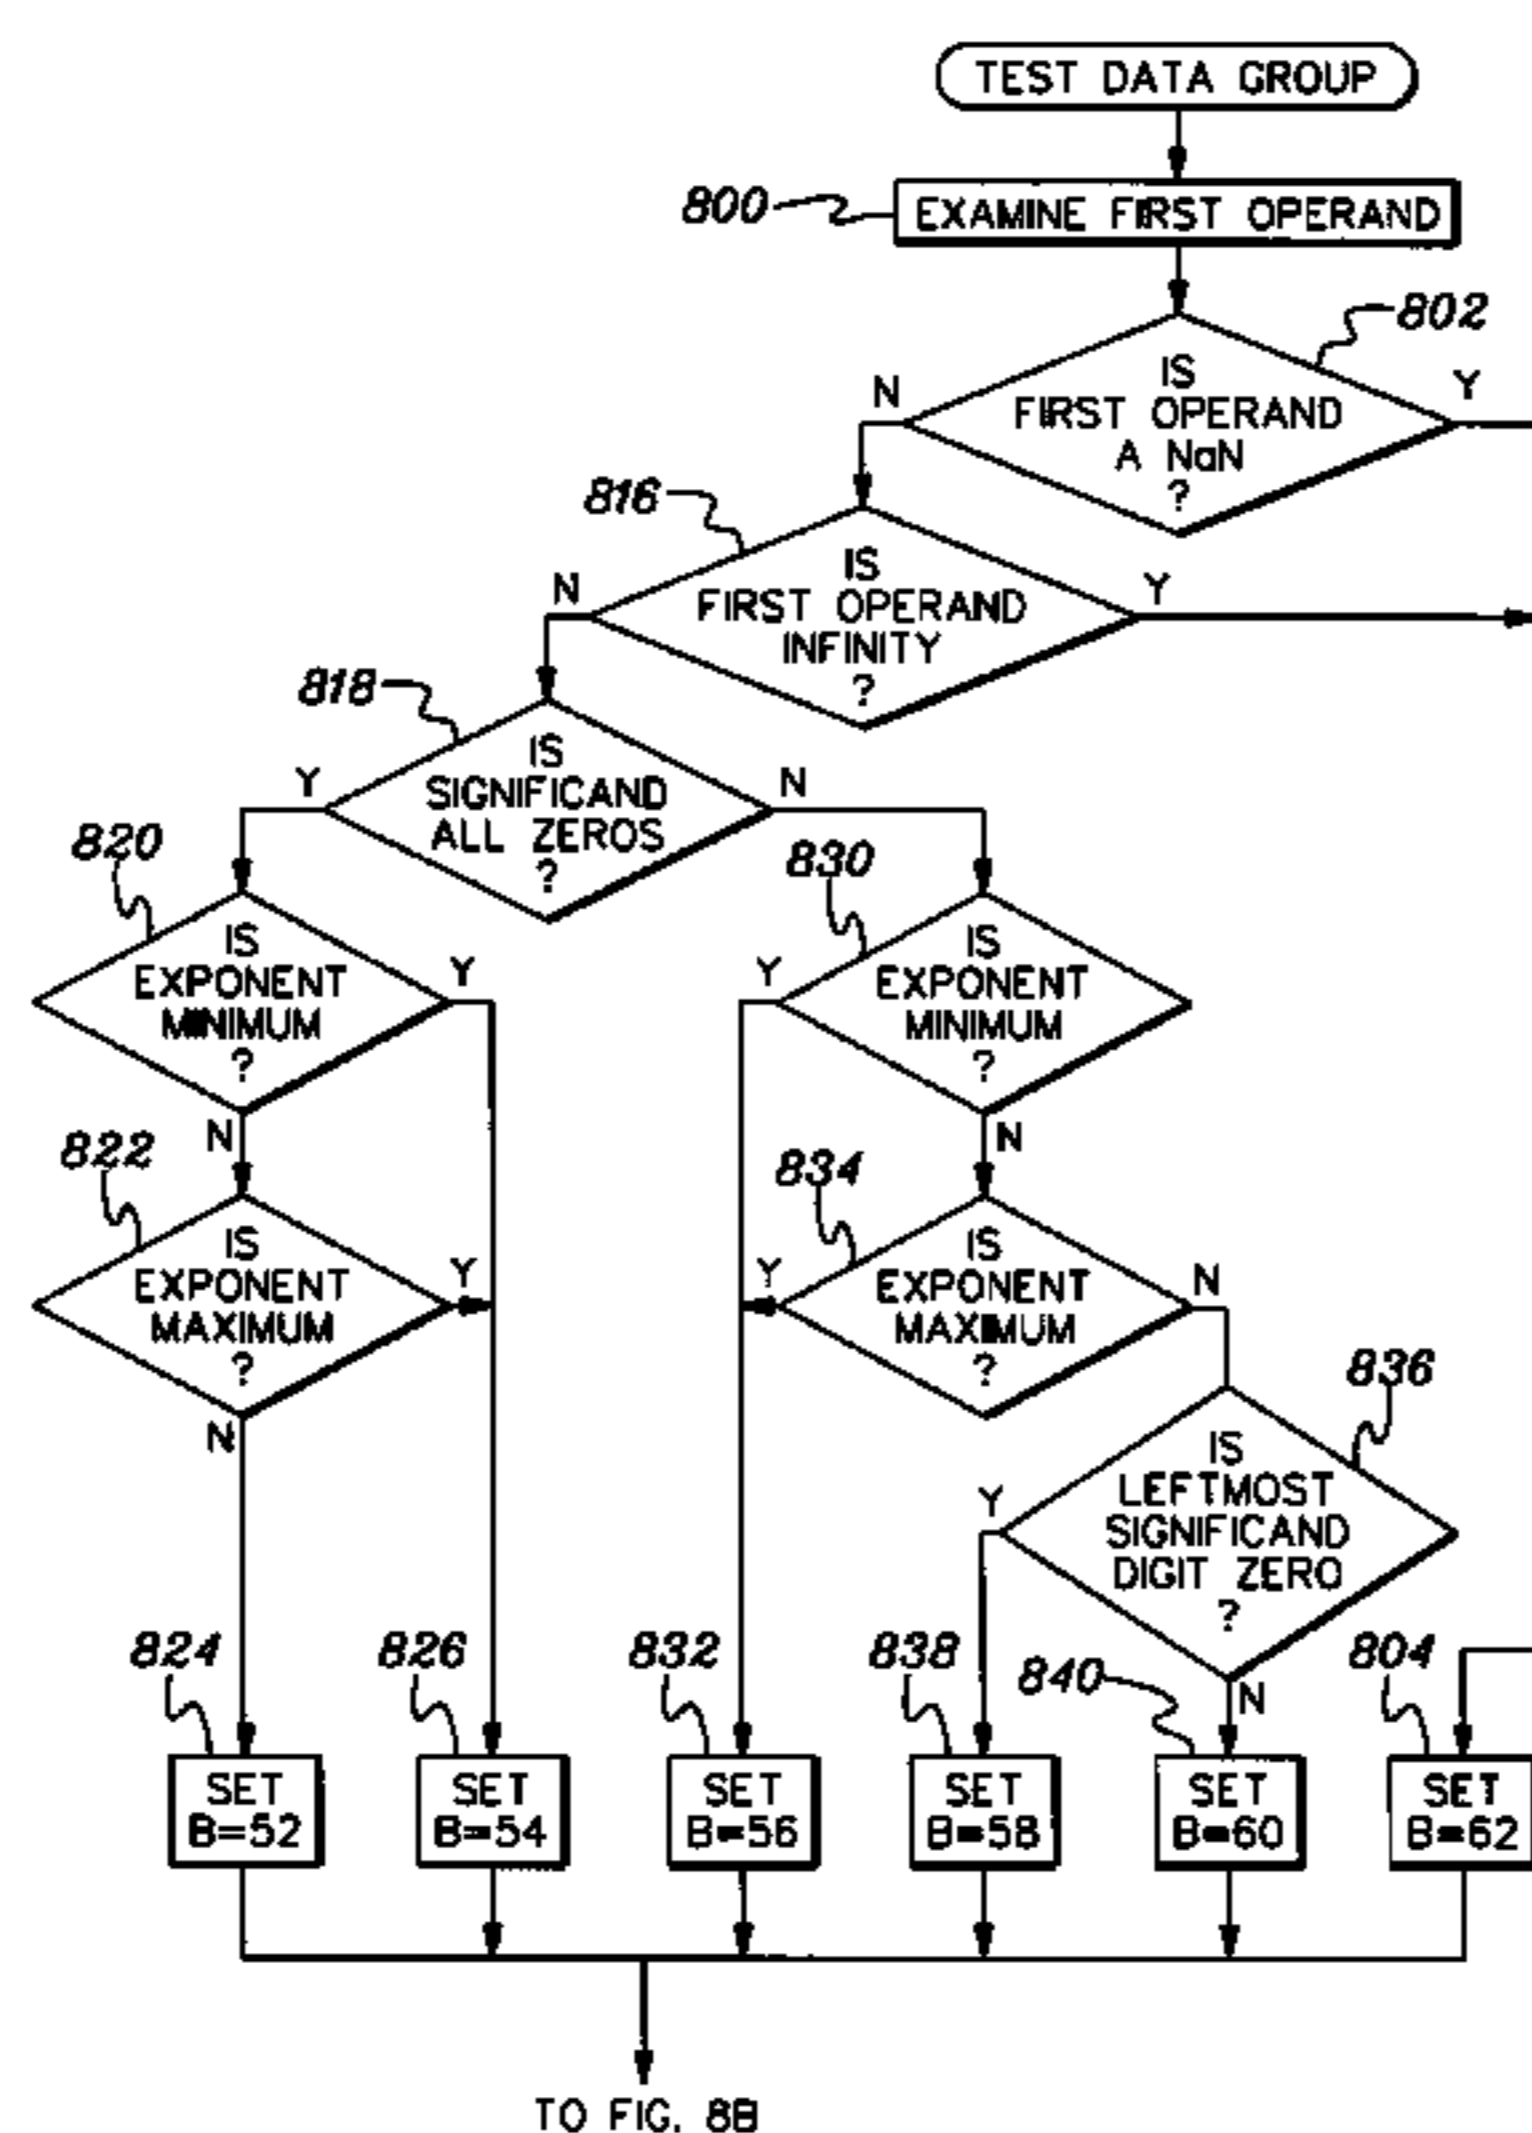 TEST DATA GROUP
800
EXAMINE FIRST OPERAND
802
IS
FIRST OPERAND
A NaN
?
N
Y
816
IS
FIRST OPERAND
INFINITY
?
N
Y
818
IS
SIGNIFICAND
ALL ZEROS
?
Y
N
820
IS
EXPONENT
MINIMUM
?
Y
N
830
IS
EXPONENT
MINIMUM
?
Y
N
822
IS
EXPONENT
MAXIMUM
?
Y
N
834
IS
EXPONENT
MAXIMUM
?
Y
N
836
IS
LEFTMOST
SIGNIFICAND
DIGIT ZERO
?
Y
N
824
SET
B=52
826
SET
B=54
832
SET
B=56
838
SET
B=58
840
SET
B=60
804
SET
B=62
TO FIG. 8B